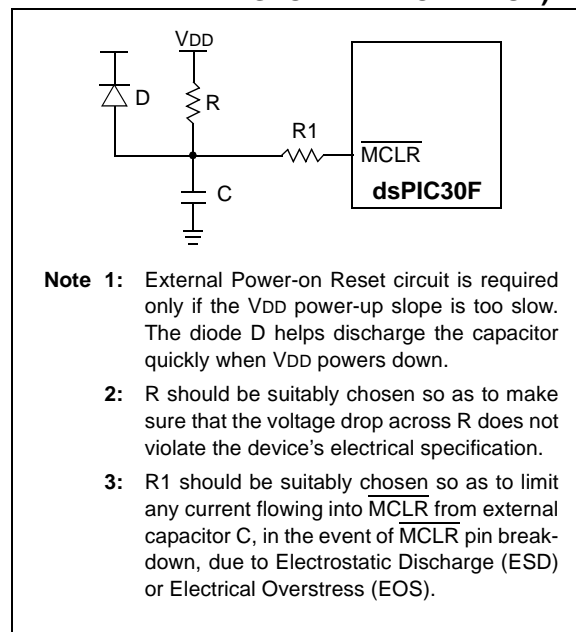 VDD
D
R
R1
MCLR
dsPIC30F
C
Note 1: External Power-on Reset circuit is required
only if the VDD power-up slope is too slow.
The diode D helps discharge the capacitor
quickly when VDD powers down.
2: R should be suitably chosen so as to make
sure that the voltage drop across R does not
violate the device's electrical specification.
3: R1 should be suitably chosen so as to limit
any current flowing into MCLR from external
capacitor C, in the event of MCLR pin break-
down, due to Electrostatic Discharge (ESD)
or Electrical Overstress (EOS).